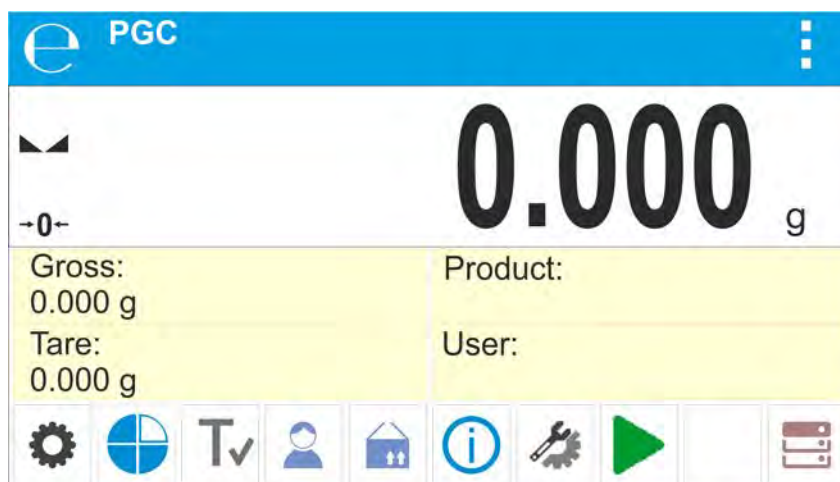 e PGC
0.000 g
→0←
Gross:
0.000 g
Product:
Tare:
0.000 g
User:
T
i